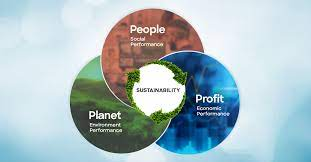 People
Social
Performance
SUSTAINABILITY
Planet
Environment
Performance
Profit
Economic
Performance